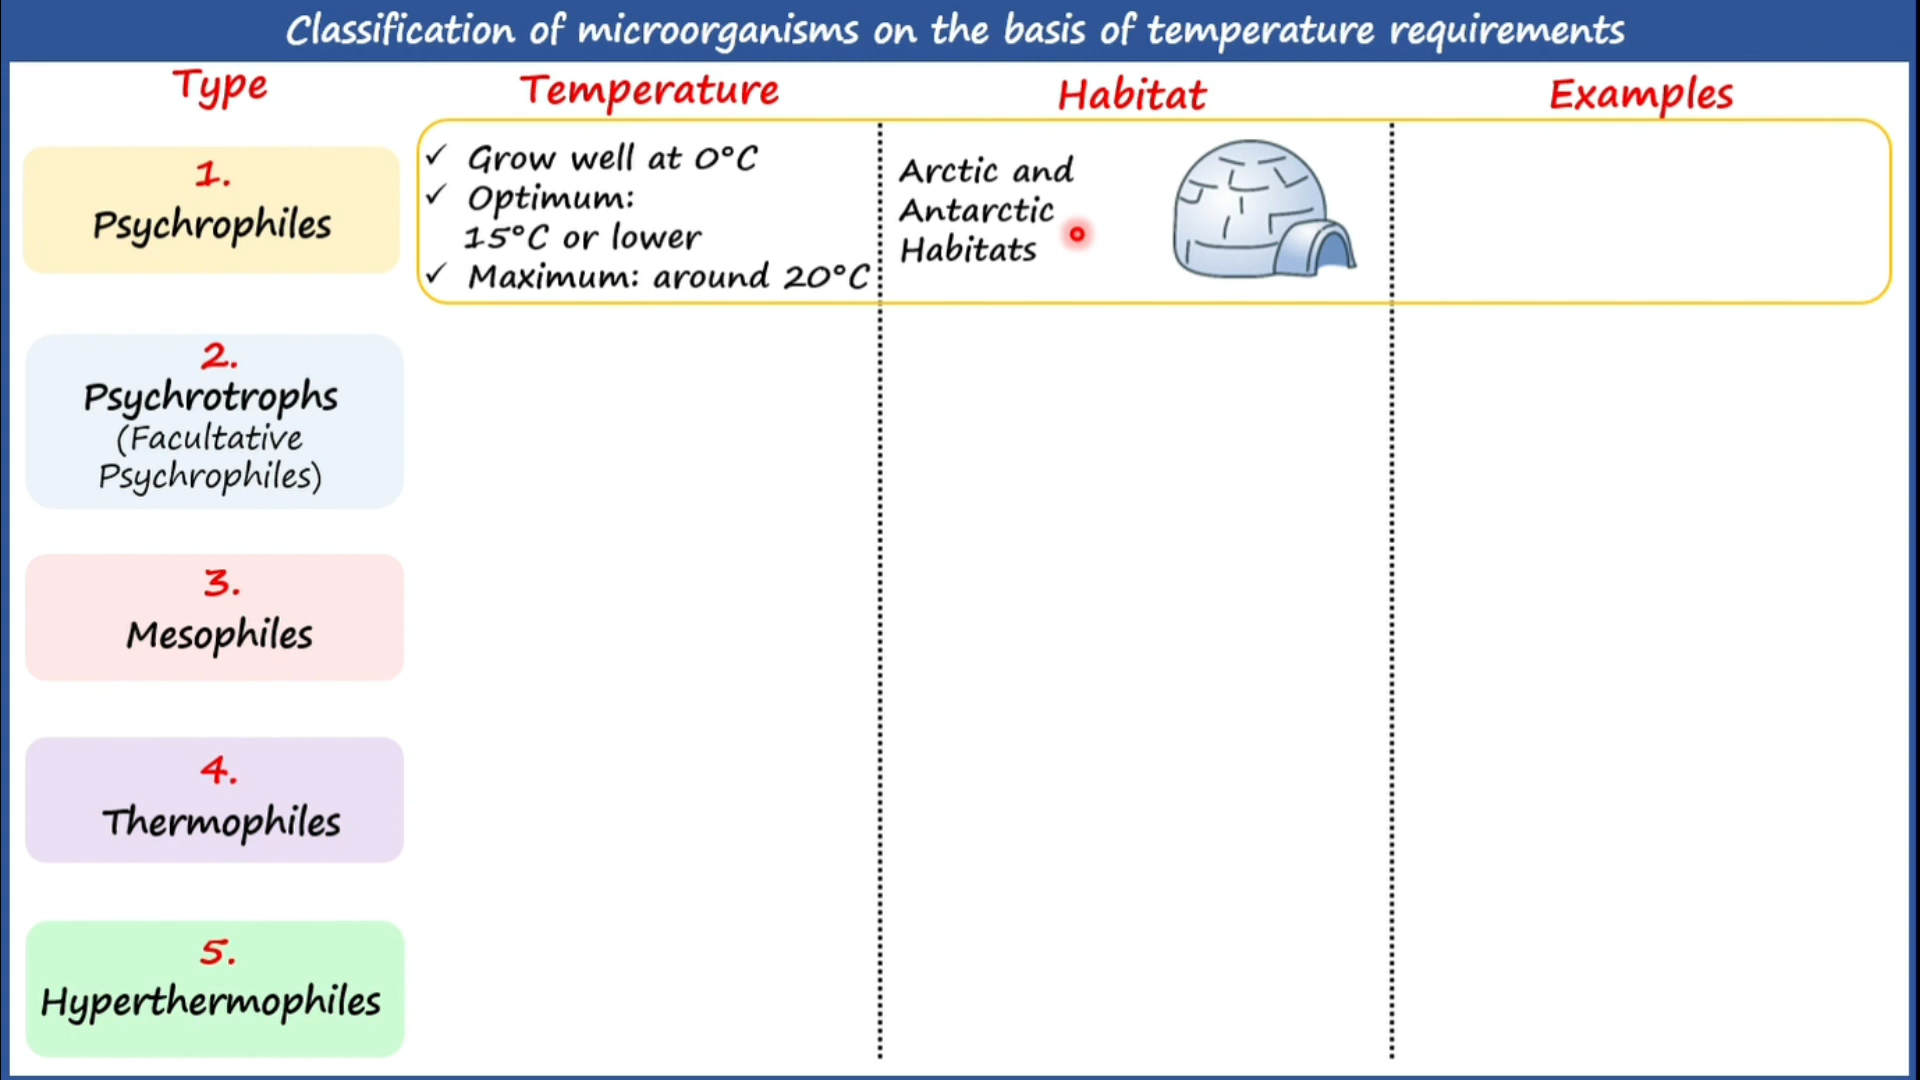 Classification of microorganisms on the basis of temperature requirements
Type
Temperature
Habitat
Examples
1.
Psychrophiles
✓ Grow well at 0°C
✓ Optimum:
15°C or lower
✓ Maximum: around 20°C
Arctic and
Antarctic
Habitats
2.
Psychrotrophs
(Facultative
Psychrophiles)
3.
Mesophiles
4.
Thermophiles
5.
Hyperthermophiles